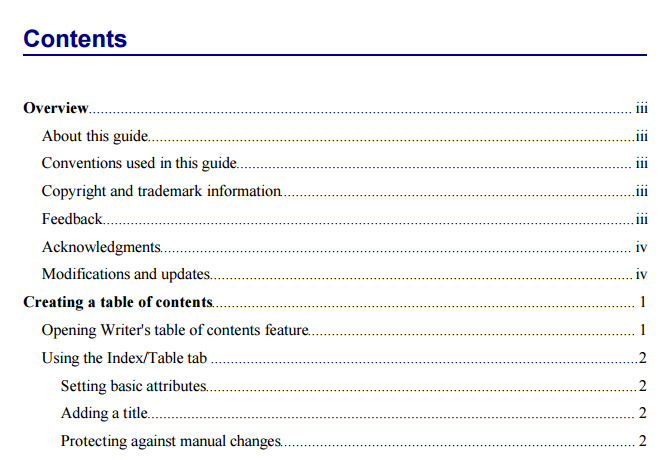 Contents
Overview........................................................................................................ iii
About this guide........................................................................................................iii
Conventions used in this guide........................................................................................................ iii
Copyright and trademark information........................................................................................................iii
Feedback........................................................................................................iii
Acknowledgments........................................................................................................ iv
Modifications and updates........................................................................................................iv
Creating a table of contents........................................................................................................ 1
Opening Writer's table of contents feature........................................................................................................ 1
Using the Index/Table tab ........................................................................................................2
Setting basic attributes........................................................................................................2
Adding a title........................................................................................................ 2
Protecting against manual changes........................................................................................................ 2